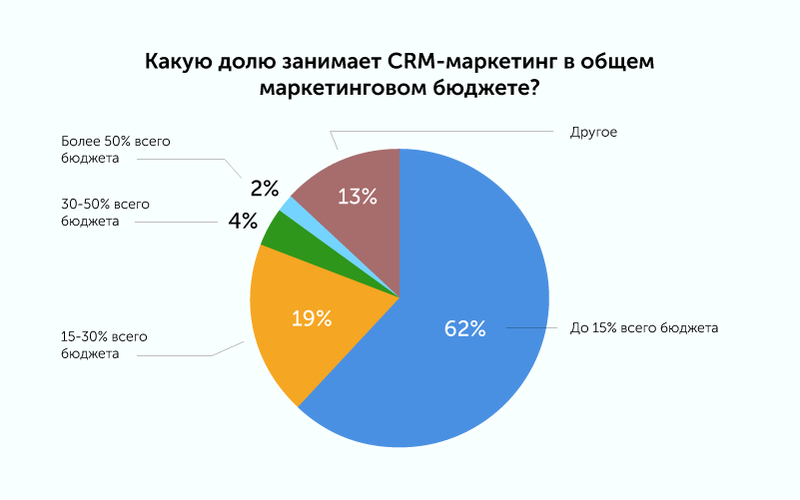 Какую долю занимает CRM-маркетинг в общем
маркетинговом бюджете?
Более 50% всего
бюджета
Другое
2%
13%
30-50% всего
бюджета
4%
19%
62%
До 15% всего бюджета
15-30% всего
бюджета